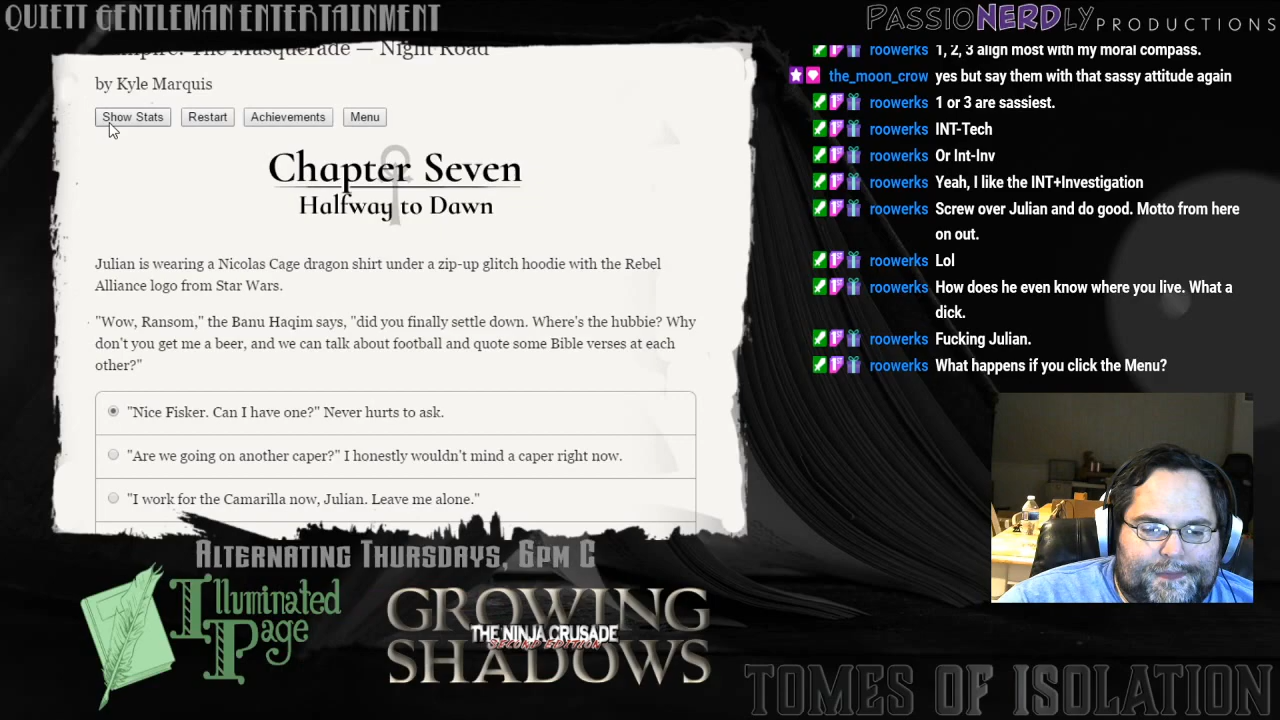 QUIETT GENTLEMAN ENTERTAINMENT
PASSIONERDLY PRODUCTIONS
The Masquerade — Night Road
by Kyle Marquis
Show Stats
Restart
Achievements
Menu
Chapter Seven
Halfway to Dawn
Julian is wearing a Nicolas Cage dragon shirt under a zip-up glitch hoodie with the Rebel
Alliance logo from Star Wars.
"Wow, Ransom," the Banu Haqim says, "did you finally settle down. Where's the hubbie? Why
don't you get me a beer, and we can talk about football and quote some Bible verses at each
other?"
"Nice Fisker. Can I have one?" Never hurts to ask.
"Are we going on another caper?" I honestly wouldn't mind a caper right now.
"I work for the Camarilla now, Julian. Leave me alone."
roowerks 1, 2, 3 align most with my moral compass.
the_moon_crow yes but say them with that sassy attitude again
roowerks 1 or 3 are sassiest.
roowerks INT-Tech
roowerks Or Int-Inv
roowerks Yeah, I like the INT+Investigation
roowerks Screw over Julian and do good. Motto from here
on out.
roowerks Lol
roowerks How does he even know where you live. What a
dick.
roowerks Fucking Julian.
roowerks What happens if you click the Menu?
ALTERNATING THURSDAYS, 6PM C
ILLUMINATED
PAGE
GROWING
THE NINJA CRUSADE
SECOND EDITION
SHADOWS
TOMES OF ISOLATION